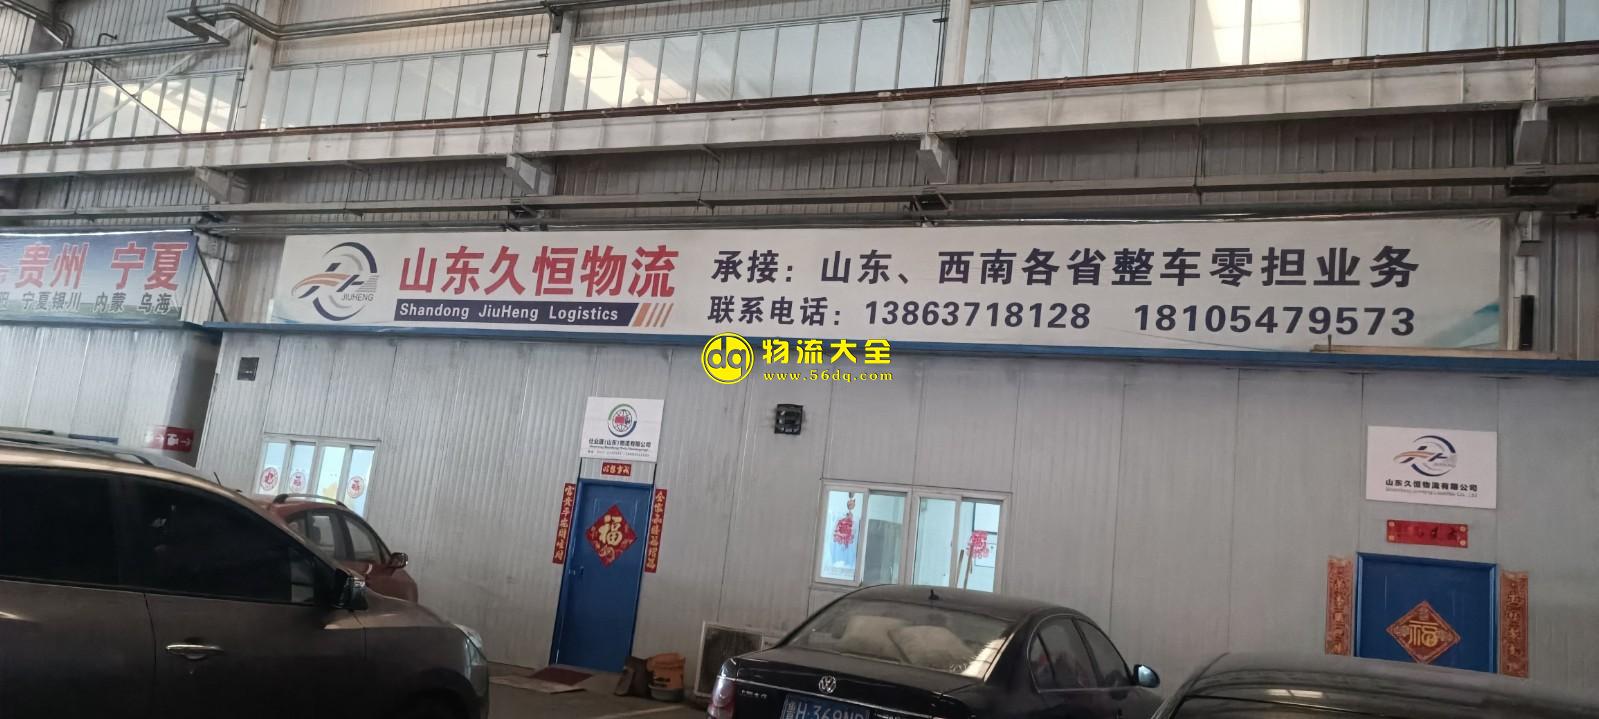 贵州 宁夏
宁夏银川 内蒙 乌海
JIUHENG
山东久恒物流
Shandong JiuHeng Logistics
承接：山东、西南各省整车零担业务
联系电话：13863718128 18105479573
dq 物流大全
www.56dq.com
福
JIUHENG
山东久恒物流有限公司
福